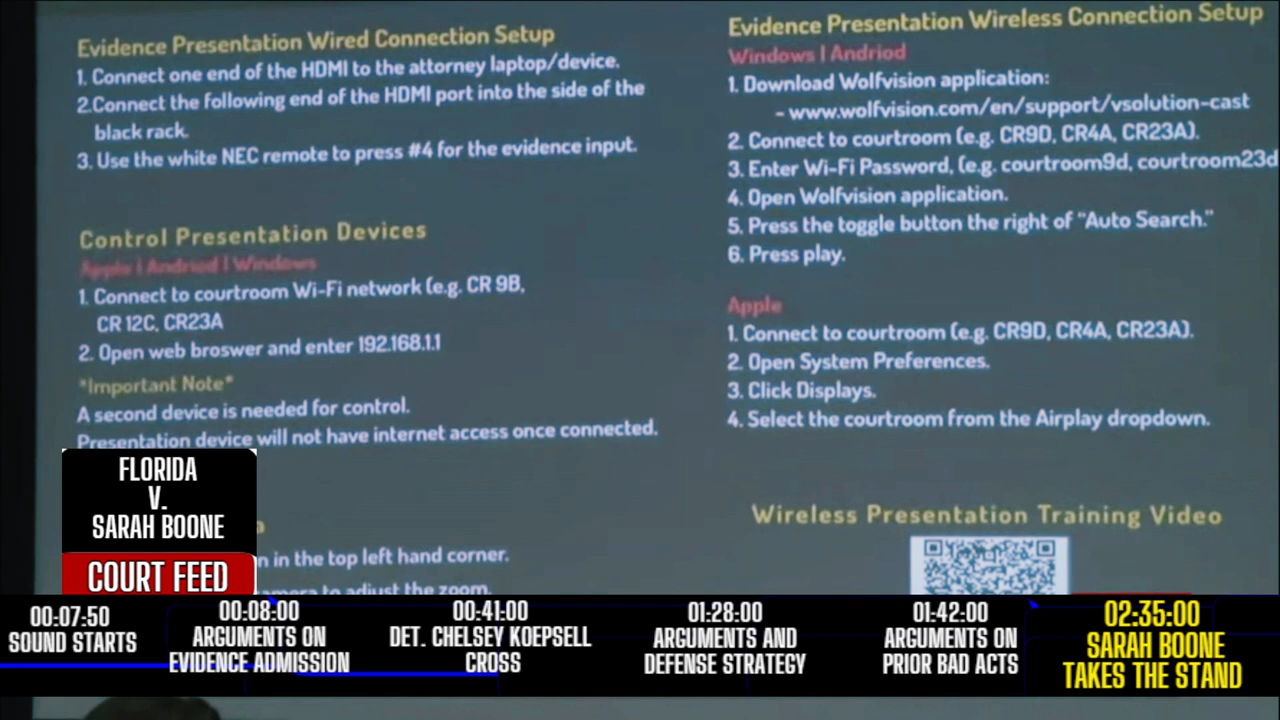 Evidence Presentation Wired Connection Setup
1. Connect one end of the HDMI to the attorney laptop/device.
2.Connect the following end of the HDMI port into the side of the
black rack.
3. Use the white NEC remote to press #4 for the evidence input.
Control Presentation Devices
Apple | Andriod | Windows
1. Connect to courtroom Wi-Fi network (e.g. CR 9B,
CR 12C, CR23A
2. Open web broswer and enter 192.168.1.1
*Important Note*
A second device is needed for control.
Presentation device will not have internet access once connected.
in the top left hand corner.
to adjust the zoom.
Evidence Presentation Wireless Connection Setup
Windows | Andriod
1. Download Wolfvision application:
- www.wolfvision.com/en/support/vsolution-cast
2. Connect to courtroom (e.g. CR9D, CR4A, CR23A).
3. Enter Wi-Fi Password, (e.g. courtroom9d, courtroom23d
4. Open Wolfvision application.
5. Press the toggle button the right of "Auto Search."
6. Press play.
Apple
1. Connect to courtroom (e.g. CR9D, CR4A, CR23A).
2. Open System Preferences.
3. Click Displays.
4. Select the courtroom from the Airplay dropdown.
Wireless Presentation Training Video
FLORIDA
V.
SARAH BOONE
COURT FEED
00:07:50
SOUND STARTS
00:08:00
ARGUMENTS ON
EVIDENCE ADMISSION
00:41:00
DET. CHELSEY KOEPSELL
CROSS
01:28:00
ARGUMENTS AND
DEFENSE STRATEGY
01:42:00
ARGUMENTS ON
PRIOR BAD ACTS
02:35:00
SARAH BOONE
TAKES THE STAND